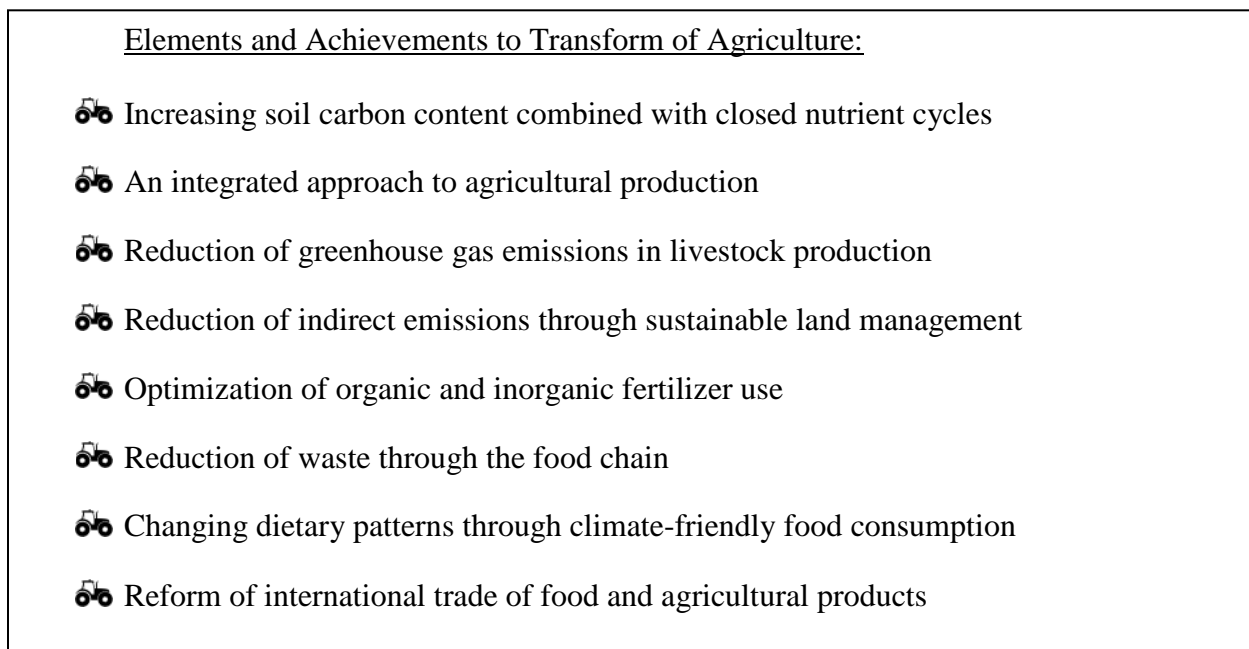 Elements and Achievements to Transform of Agriculture:
Increasing soil carbon content combined with closed nutrient cycles
An integrated approach to agricultural production
Reduction of greenhouse gas emissions in livestock production
Reduction of indirect emissions through sustainable land management
Optimization of organic and inorganic fertilizer use
Reduction of waste through the food chain
Changing dietary patterns through climate-friendly food consumption
Reform of international trade of food and agricultural products